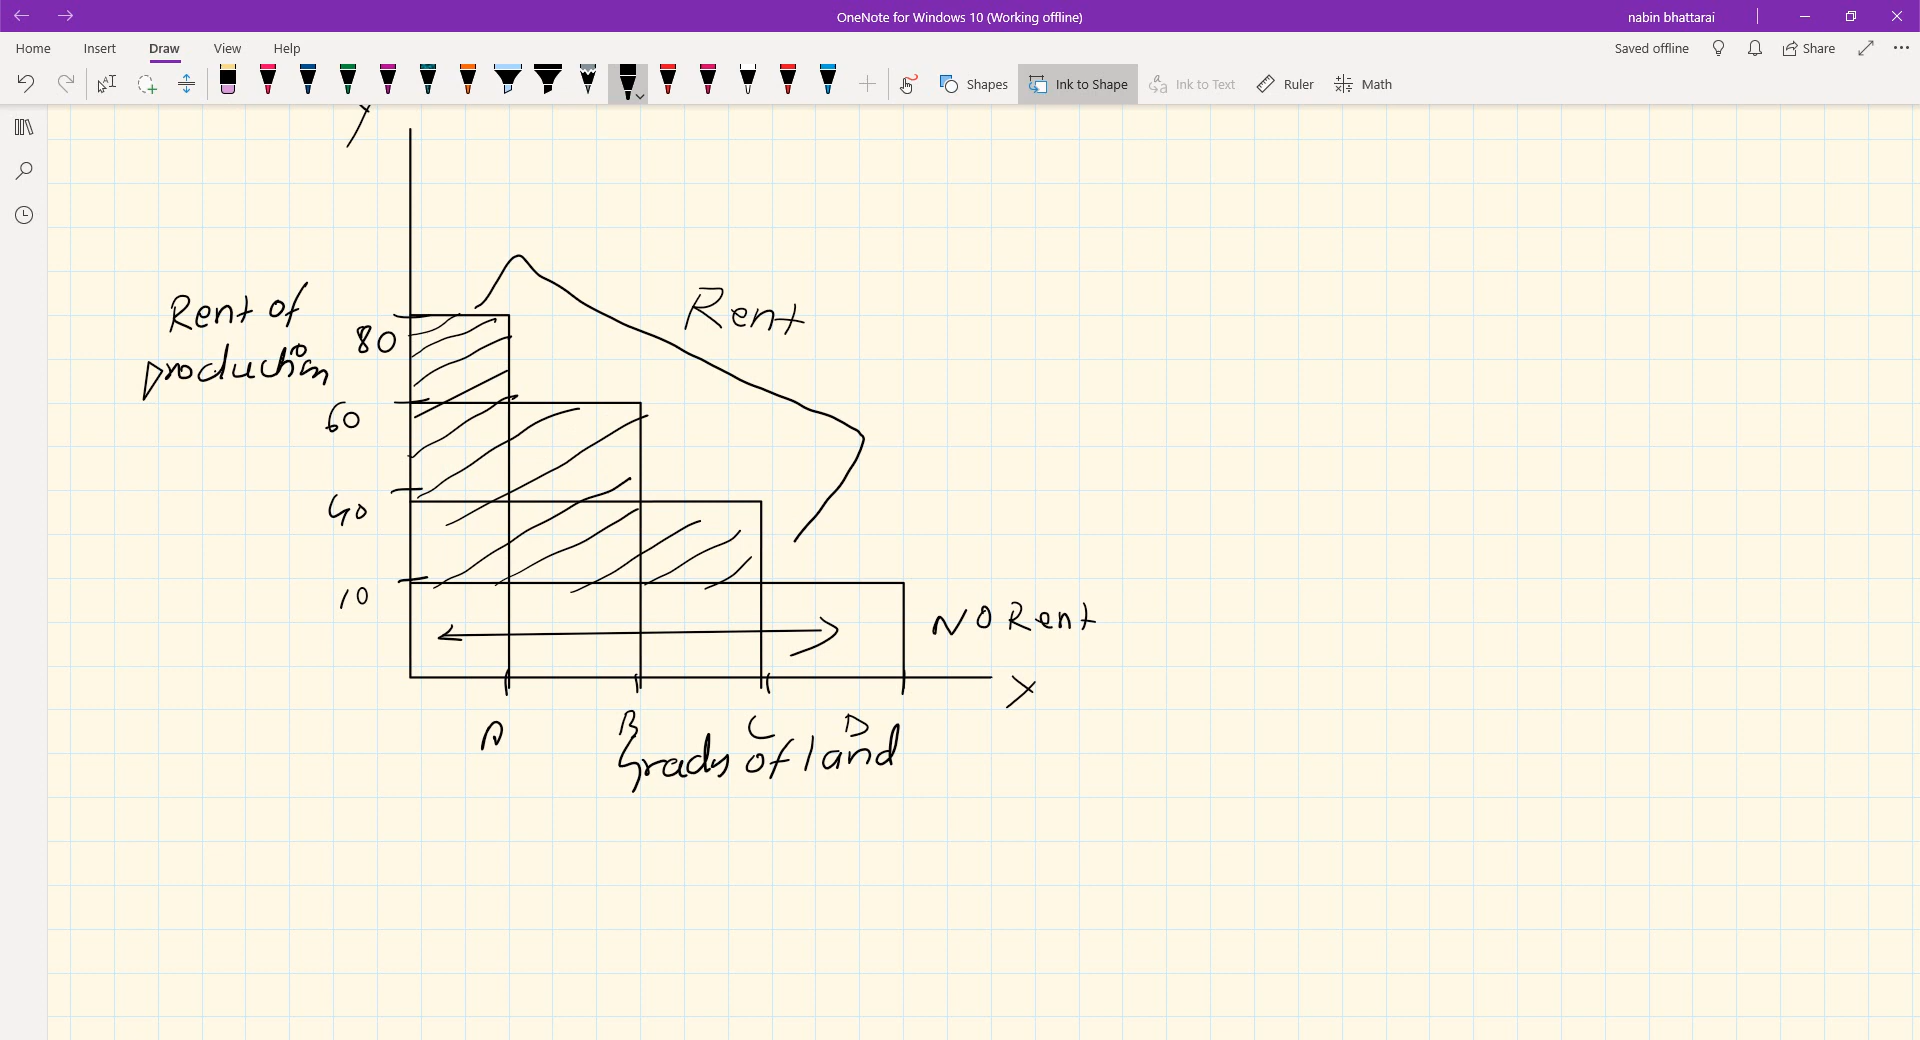 OneNote for Windows 10 (Working offline)
nabin bhattarai
Home Insert Draw View Help
Saved offline
Share
Shapes
Ink to Shape
Ink to Text
Ruler
Math
Y
Rent of
production
Rent
80
60
40
10
No Rent
X
A B C D
Grades of land